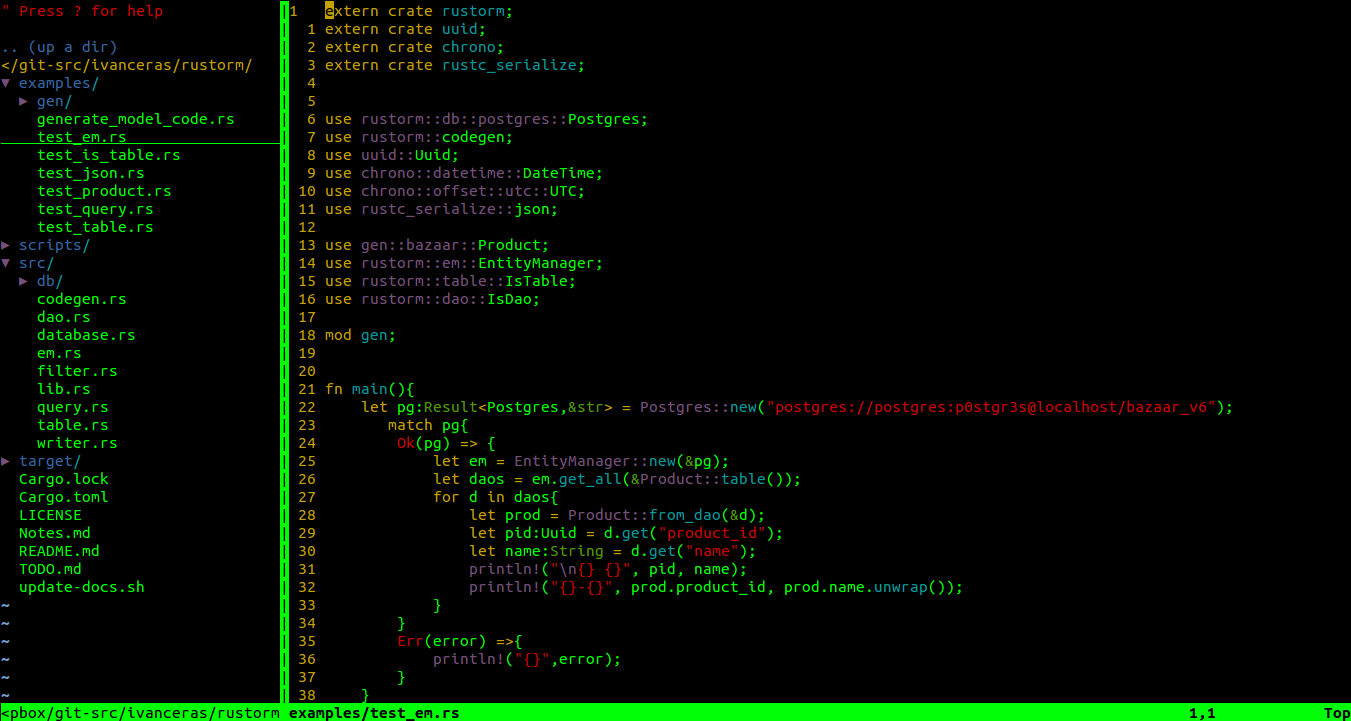 " Press ? for help
.. (up a dir)
</git-src/ivanceras/rustorm/
▼ examples/
▶ gen/
generate_model_code.rs
test_em.rs
test_is_table.rs
test_json.rs
test_product.rs
test_query.rs
test_table.rs
▶ scripts/
▼ src/
▶ db/
codegen.rs
dao.rs
database.rs
em.rs
filter.rs
lib.rs
query.rs
table.rs
writer.rs
▶ target/
Cargo.lock
Cargo.toml
LICENSE
Notes.md
README.md
TODO.md
update-docs.sh
~
~
~
~
~
~
1 extern crate rustorm;
1 extern crate uuid;
2 extern crate chrono;
3 extern crate rustc_serialize;
4
5
6 use rustorm::db::postgres::Postgres;
7 use rustorm::codegen;
8 use uuid::Uuid;
9 use chrono::datetime::DateTime;
10 use chrono::offset::utc::UTC;
11 use rustc_serialize::json;
12
13 use gen::bazaar::Product;
14 use rustorm::em::EntityManager;
15 use rustorm::table::IsTable;
16 use rustorm::dao::IsDao;
17
18 mod gen;
19
20
21 fn main(){
22     let pg:Result<Postgres,&str> = Postgres::new("postgres://postgres:p0stgr3s@localhost/bazaar_v6");
23        match pg{
24         Ok(pg) => {
25             let em = EntityManager::new(&pg);
26             let daos = em.get_all(&Product::table());
27             for d in daos{
28                 let prod = Product::from_dao(&d);
29                 let pid:Uuid = d.get("product_id");
30                 let name:String = d.get("name");
31                 println!("\n{} {}", pid, name);
32                 println!("{}-{}", prod.product_id, prod.name.unwrap());
33             }
34         }
35         Err(error) =>{
36             println!("{}",error);
37         }
38     }
<pbox/git-src/ivanceras/rustorm examples/test_em.rs 1,1 Top